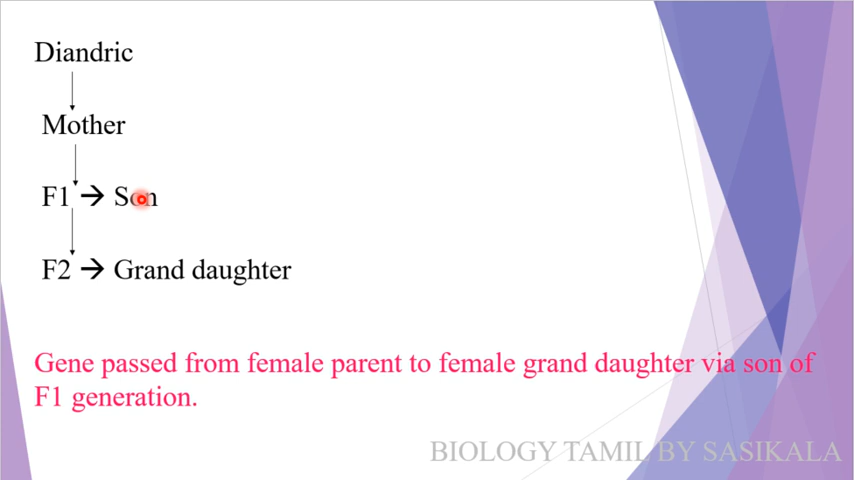 Diandric
Mother
F1 → Son
F2 → Grand daughter
Gene passed from female parent to female grand daughter via son of
F1 generation.
BIOLOGY TAMIL BY SASIKALA